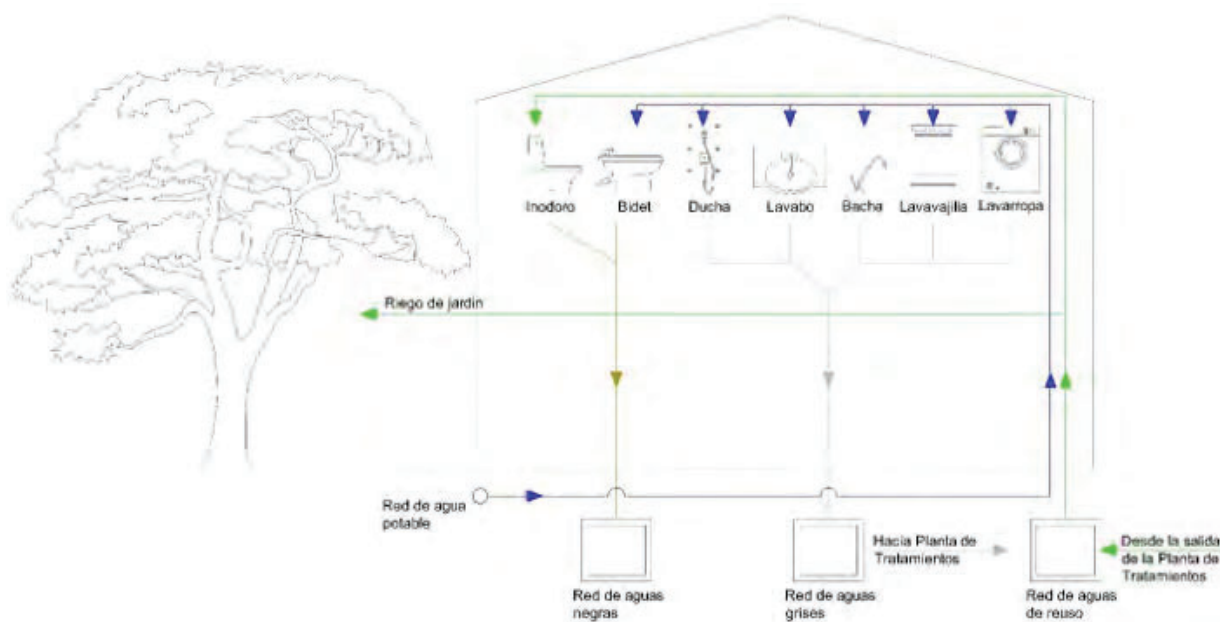 Inodoro
Bidet
Ducha
Lavabo
Bacha
Lavavajilla
Lavarropa
Riego de jardin
Red de agua
potable
Hacia Planta de
Tratamientos
Desde la salida
de la Planta de
Tratamientos
Red de aguas
negras
Red de aguas
grises
Red de aguas
de reuso